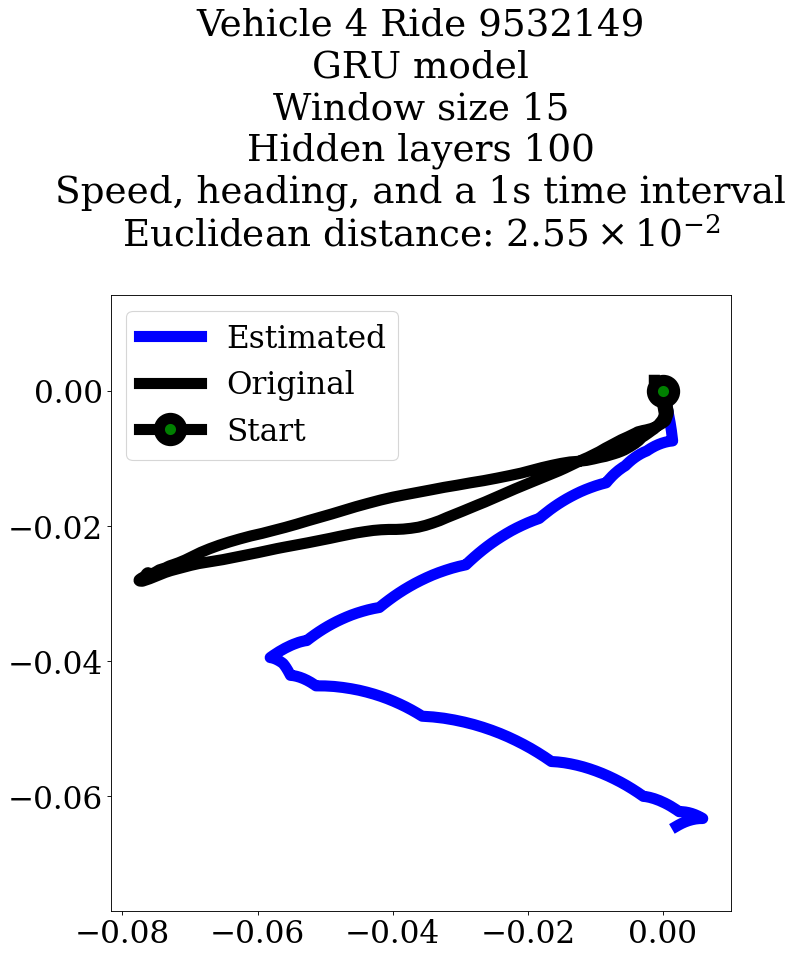 Vehicle 4 Ride 9532149
GRU model
Window size 15
Hidden layers 100
Speed, heading, and a 1s time interval
Euclidean distance: 2.55 × 10⁻²
Estimated
Original
Start
0.00
−0.02
−0.04
−0.06
−0.08 −0.06 −0.04 −0.02 0.00